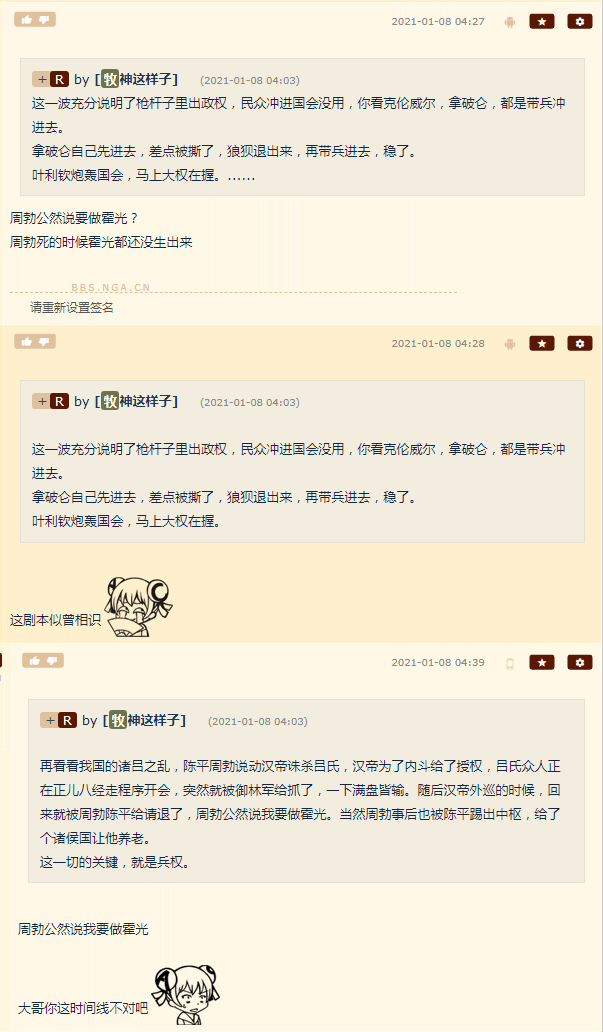 2021-01-08 04:27
+ R by [牧神这样子] (2021-01-08 04:03)
这一波充分说明了枪杆子里出政权，民众冲进国会没用，你看克伦威尔，拿破仑，都是带兵冲
进去。
拿破仑自己先进去，差点被撕了，狼狈退出来，再带兵进去，稳了。
叶利钦炮轰国会，马上大权在握。......
周勃公然说要做霍光？
周勃死的时候霍光都还没生出来
BBS.NGA.CN
请重新设置签名
2021-01-08 04:28
+ R by [牧神这样子] (2021-01-08 04:03)
这一波充分说明了枪杆子里出政权，民众冲进国会没用，你看克伦威尔，拿破仑，都是带兵冲
进去。
拿破仑自己先进去，差点被撕了，狼狈退出来，再带兵进去，稳了。
叶利钦炮轰国会，马上大权在握。
这剧本似曾相识
2021-01-08 04:39
+ R by [牧神这样子] (2021-01-08 04:03)
再看看我国的诸吕之乱，陈平周勃说动汉帝诛杀吕氏，汉帝为了内斗给了授权，吕氏众人正
在正儿八经走程序开会，突然就被御林军给抓了，一下满盘皆输。随后汉帝外巡的时候，回
来就被周勃陈平给请退了，周勃公然说我要做霍光。当然周勃事后也被陈平踢出中枢，给了
个诸侯国让他养老。
这一切的关键，就是兵权。
周勃公然说我要做霍光
大哥你这时间线不对吧